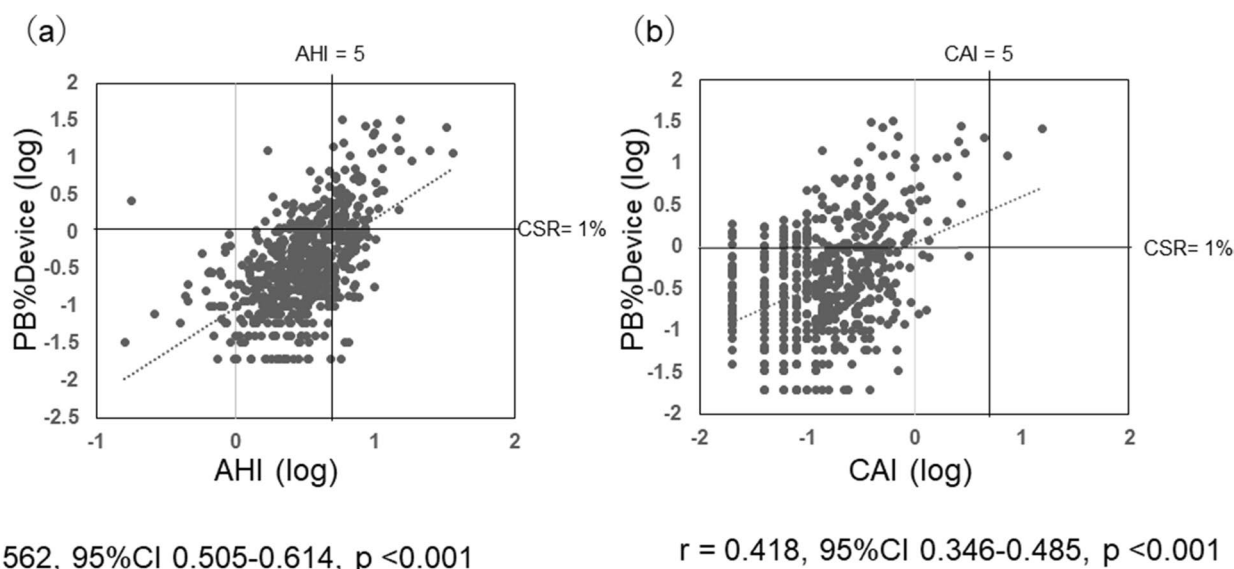 (a)
AHI = 5
2
1.5
1
0.5
0
-0.5
-1
-1.5
-2
-2.5
PB%Device (log)
CSR= 1%
-1 0 1 2
AHI (log)
562, 95%CI 0.505-0.614, p <0.001
(b)
CAI = 5
2
1.5
1
0.5
0
-0.5
-1
-1.5
-2
PB%Device (log)
CSR= 1%
-2 -1 0 1 2
CAI (log)
r = 0.418, 95%CI 0.346-0.485, p <0.001